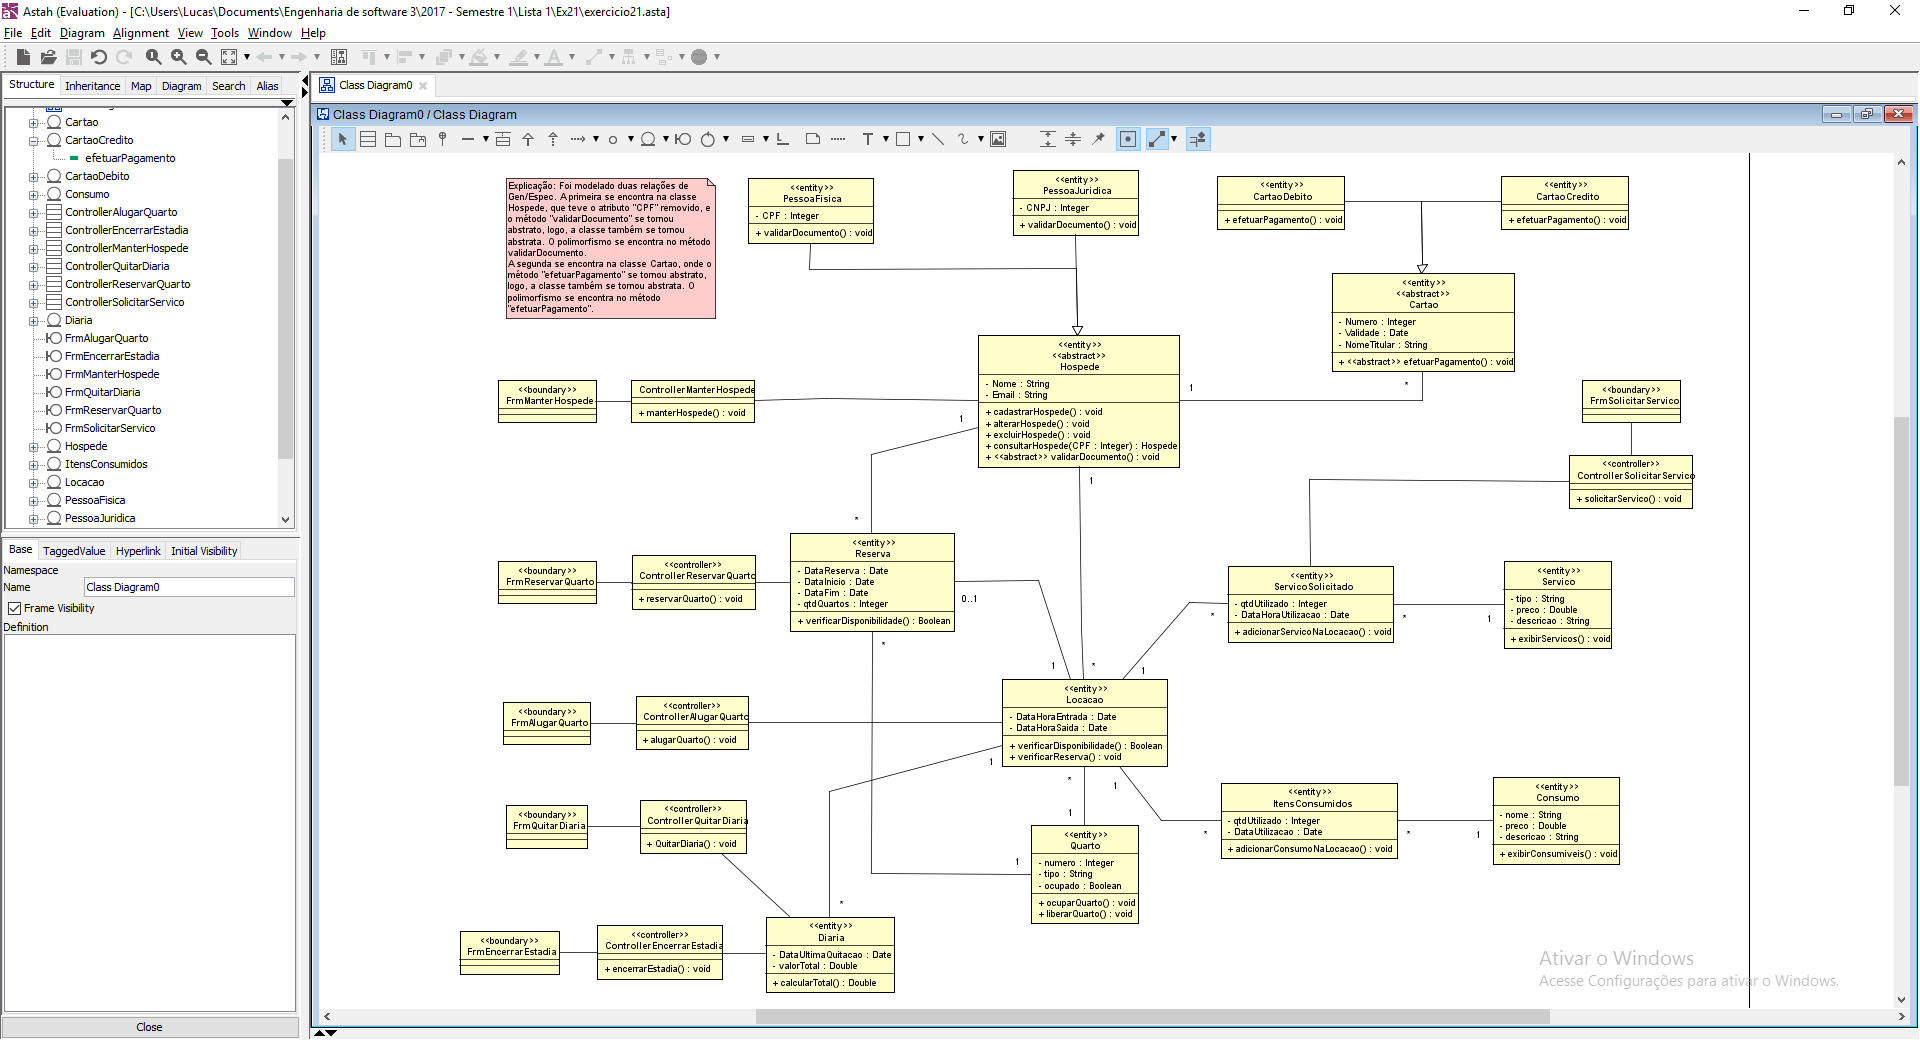 Astah (Evaluation) - [C:\Users\Lucas\Documents\Engenharia de software 3\2017 - Semestre 1\Lista 1\Ex21\exercicio21.asta]
File Edit Diagram Alignment View Tools Window Help
Structure Inheritance Map Diagram Search Alias
Cartao
CartaoCredito
efetuarPagamento
CartaoDebito
Consumo
ControllerAlugarQuarto
ControllerEncerrarEstadia
ControllerManterHospede
ControllerQuitarDiaria
ControllerReservarQuarto
ControllerSolicitarServico
Diaria
FrmAlugarQuarto
FrmEncerrarEstadia
FrmManterHospede
FrmQuitarDiaria
FrmReservarQuarto
FrmSolicitarServico
Hospede
ItensConsumidos
Locacao
PessoaFisica
PessoaJuridica
Base TaggedValue Hyperlink Initial Visibility
Namespace
Name Class Diagram0
Frame Visibility
Definition
Close
Class Diagram0
Class Diagram0 / Class Diagram
Explicação: Foi modelado duas relações de
Gen/Espec. A primeira se encontra na classe
Hospede, que teve o atributo "CPF" removido, e
o método "validarDocumento" se tornou
abstrato, logo, a classe também se tornou
abstrata. O polimorfismo se encontra no método
validarDocumento.
A segunda se encontra na classe Cartao, onde o
método "efetuarPagamento" se tornou abstrato,
logo, a classe também se tornou abstrata. O
polimorfismo se encontra no método
"efetuarPagamento".
<<entity>>
PessoaFisica
- CPF : Integer
+ validarDocumento() : void
<<entity>>
PessoaJuridica
- CNPJ : Integer
+ validarDocumento() : void
<<entity>>
CartaoDebito
+ efetuarPagamento() : void
<<entity>>
CartaoCredito
+ efetuarPagamento() : void
<<entity>>
<<abstract>>
Cartao
- Numero : Integer
- Validade : Date
- NomeTitular : String
+ <<abstract>> efetuarPagamento() : void
<<entity>>
<<abstract>>
Hospede
- Nome : String
- Email : String
+ cadastrarHospede() : void
+ alterarHospede() : void
+ excluirHospede() : void
+ consultarHospede(CPF : Integer) : Hospede
+ <<abstract>> validarDocumento() : void
1
*
1
*
1
*
<<boundary>>
FrmManterHospede
ControllerManterHospede
+ manterHospede() : void
<<boundary>>
FrmSolicitarServico
<<controller>>
ControllerSolicitarServico
+ solicitarServico() : void
<<boundary>>
FrmReservarQuarto
<<controller>>
ControllerReservarQuarto
+ reservarQuarto() : void
<<entity>>
Reserva
- DataReserva : Date
- DataInicio : Date
- DataFim : Date
- qtdQuartos : Integer
+ verificarDisponibilidade() : Boolean
0..1
1
*
1
<<entity>>
ServicoSolicitado
- qtdUtilizado : Integer
- DataHoraUtilizacao : Date
+ adicionarServicoNaLocacao() : void
*
1
*
1
<<entity>>
Servico
- tipo : String
- preco : Double
- descricao : String
+ exibirServicos() : void
<<boundary>>
FrmAlugarQuarto
<<controller>>
ControllerAlugarQuarto
+ alugarQuarto() : void
<<entity>>
Locacao
- DataHoraEntrada : Date
- DataHoraSaida : Date
+ verificarDisponibilidade() : Boolean
+ verificarReserva() : void
1
*
*
1
1
*
<<boundary>>
FrmQuitarDiaria
<<controller>>
ControllerQuitarDiaria
+ QuitarDiaria() : void
<<entity>>
Quarto
- numero : Integer
- tipo : String
- ocupado : Boolean
+ ocuparQuarto() : void
+ liberarQuarto() : void
<<entity>>
ItensConsumidos
- qtdUtilizado : Integer
- DataUtilizacao : Date
+ adicionarConsumoNaLocacao() : void
*
1
<<entity>>
Consumo
- nome : String
- preco : Double
- descricao : String
+ exibirConsumiveis() : void
<<boundary>>
FrmEncerrarEstadia
<<controller>>
ControllerEncerrarEstadia
+ encerrarEstadia() : void
<<entity>>
Diaria
- DataUltimaQuitacao : Date
- valorTotal : Double
+ calcularTotal() : Double
Ativar o Windows
Acesse Configurações para ativar o Windows.